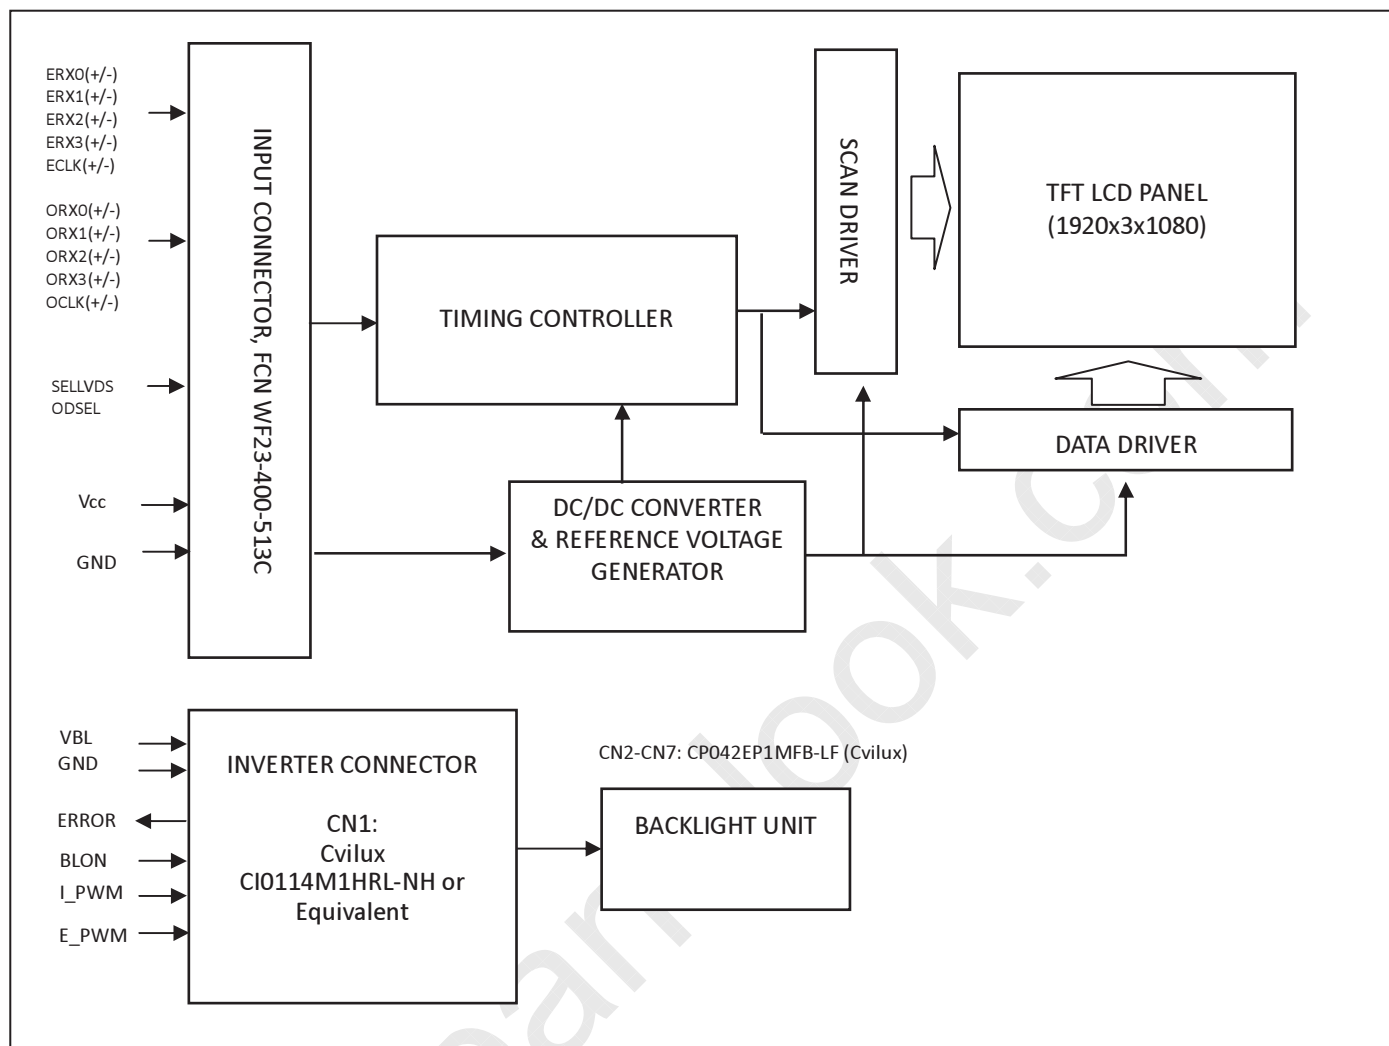 ERX0(+/-)
ERX1(+/-)
ERX2(+/-)
ERX3(+/-)
ECLK(+/-)
ORX0(+/-)
ORX1(+/-)
ORX2(+/-)
ORX3(+/-)
OCLK(+/-)
SELLVDS
ODSEL
Vcc
GND
INPUT CONNECTOR, FCN WF23-400-513C
TIMING CONTROLLER
SCAN DRIVER
TFT LCD PANEL
(1920x3x1080)
DATA DRIVER
DC/DC CONVERTER
& REFERENCE VOLTAGE
GENERATOR
VBL
GND
ERROR
BLON
I_PWM
E_PWM
INVERTER CONNECTOR
CN1:
Cvilux
CI0114M1HRL-NH or
Equivalent
CN2-CN7: CP042EP1MFB-LF (Cvilux)
BACKLIGHT UNIT